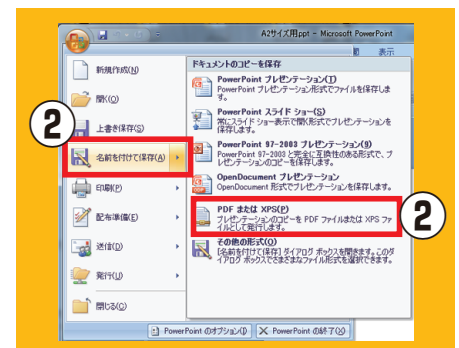 A2サイズ用.ppt - Microsoft PowerPoint
表示
新規作成(N)
開く(O)
上書き保存(S)
名前を付けて保存(A)
印刷(P)
配布準備(E)
送信(D)
発行(U)
閉じる(C)
ドキュメントのコピーを保存
PowerPoint プレゼンテーション(T)
PowerPoint プレゼンテーション形式でファイルを保存しま
す。
PowerPoint スライド ショー(S)
常にスライド ショー表示で開く形式でプレゼンテーションを
保存します。
PowerPoint 97-2003 プレゼンテーション(9)
PowerPoint 97-2003 と完全に互換性のある形式で、プ
レゼンテーションのコピーを保存します。
OpenDocument プレゼンテーション
OpenDocument 形式でプレゼンテーションを保存します。
PDF または XPS(P)
プレゼンテーションのコピーを PDF ファイルまたは XPS ファ
イルとして発行します。
その他の形式(O)
[名前を付けて保存] ダイアログ ボックスを開きます。このダ
イアログ ボックスでさまざまなファイル形式を選択できます。
2
2
PowerPoint のオプション(I)
PowerPoint の終了(X)